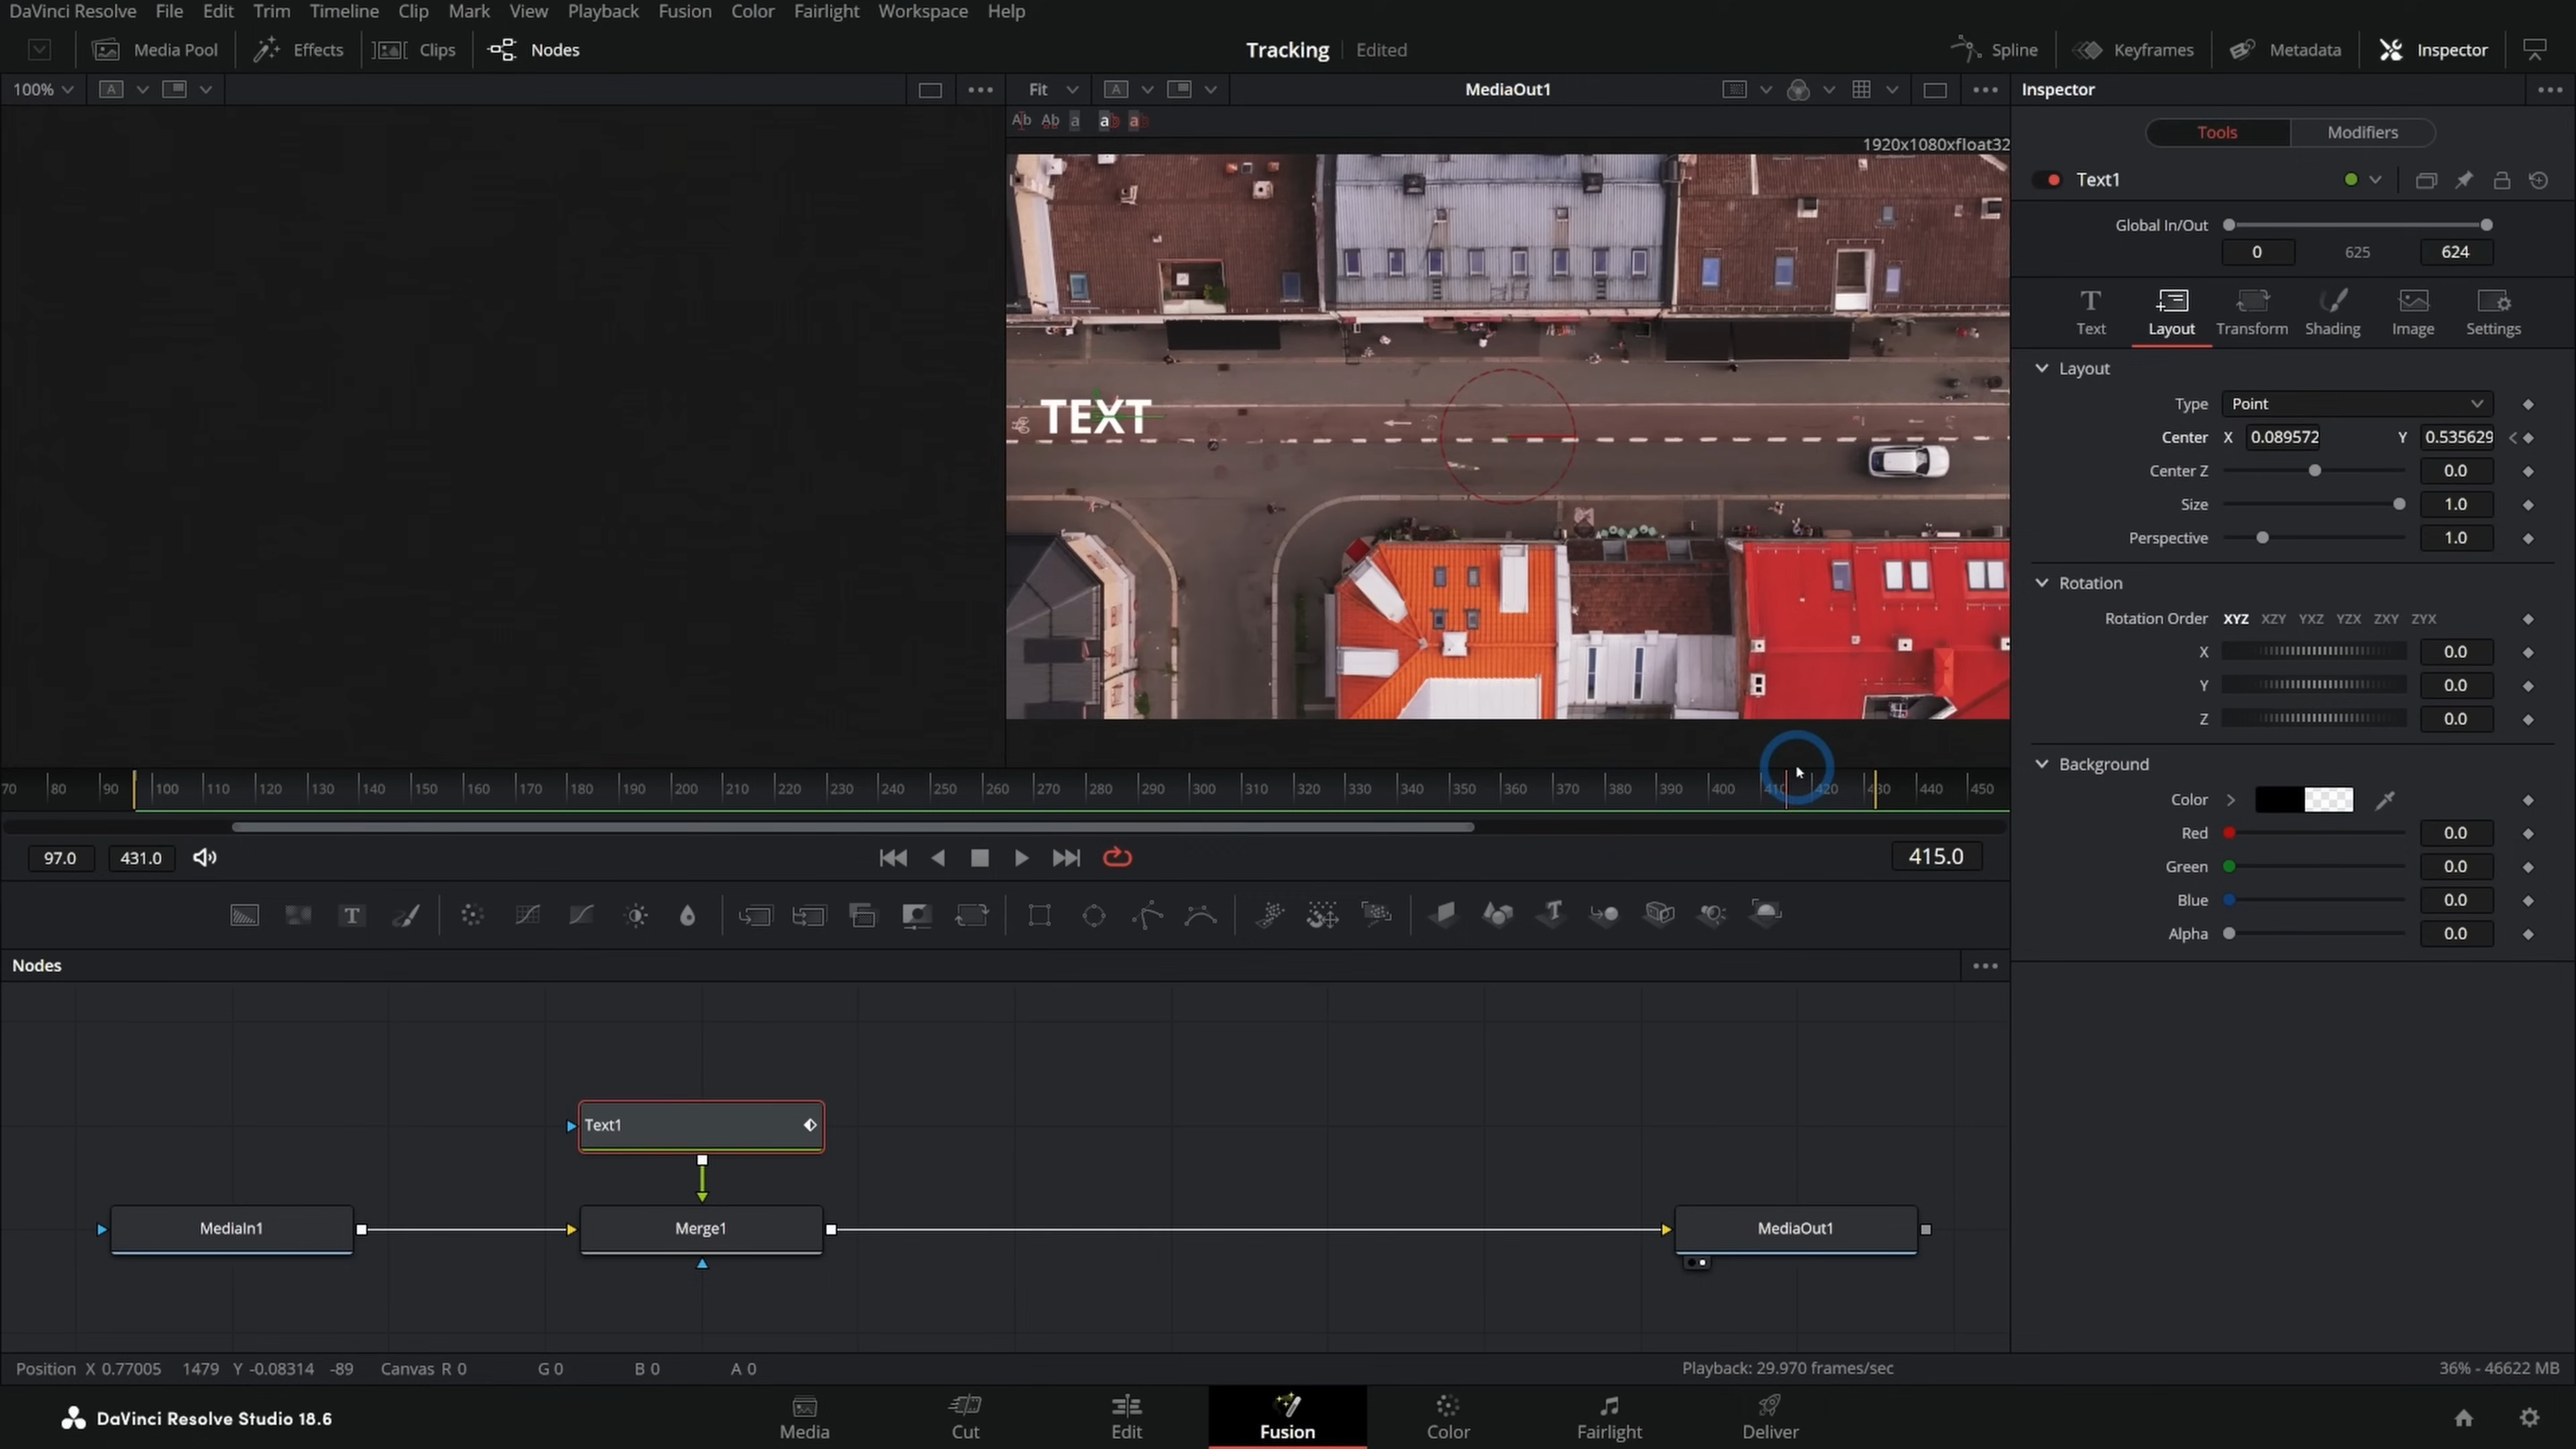 DaVinci Resolve File Edit Trim Timeline Clip Mark View Playback Fusion Color Fairlight Workspace Help
Media Pool Effects Clips Nodes Tracking Edited Spline Keyframes Metadata Inspector
100% A Fit A MediaOut1 Inspector
Ab Ab a
Tools Modifiers
1920x1080xfloat32
Text1
Global In/Out
0 625 624
Text Layout Transform Shading Image Settings
Layout
Type Point
TEXT
Center X 0.089572 Y 0.535629
Center Z 0.0
Size 1.0
Perspective 1.0
Rotation
Rotation Order XYZ XZY YXZ YZX ZXY ZYX
X 0.0
Y 0.0
Z 0.0
Background
70 80 90 100 110 120 130 140 150 160 170 180 190 200 210 220 230 240 250 260 270 280 290 300 310 320 330 340 350 360 370 380 390 400 410 420 430 440 450
Color
Red 0.0
97.0 431.0 415.0
Green 0.0
Blue 0.0
Alpha 0.0
T
Nodes
Text1
MediaIn1 Merge1 MediaOut1
Position X 0.77005 1479 Y -0.08314 -89 Canvas R 0 G 0 B 0 A 0 Playback: 29.970 frames/sec 36% - 46622 MB
DaVinci Resolve Studio 18.6
Media Cut Edit Fusion Color Fairlight Deliver